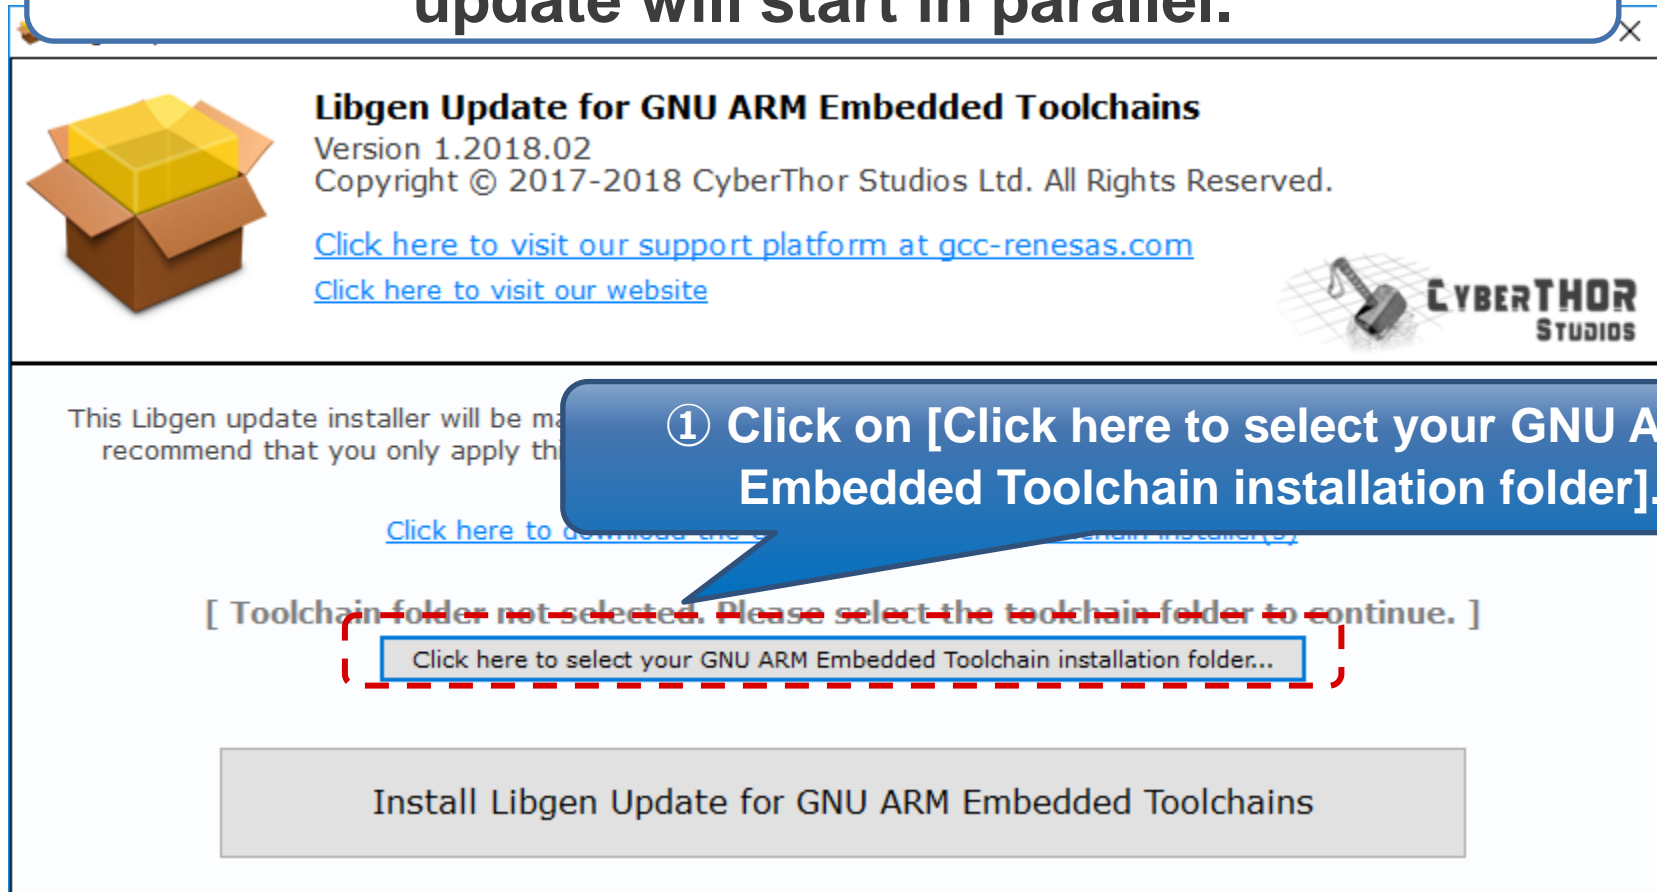 update will start in parallel.
Libgen Update for GNU ARM Embedded Toolchains
Version 1.2018.02
Copyright © 2017-2018 CyberThor Studios Ltd. All Rights Reserved.
Click here to visit our support platform at gcc-renesas.com
Click here to visit our website
CYBERTHOR
STUDIOS
This Libgen update installer will be
recommend that you only apply
① Click on [Click here to select your GNU
Embedded Toolchain installation folder].
Click here to download the
installer(s)
[ Toolchain folder not selected. Please select the toolchain folder to continue. ]
Click here to select your GNU ARM Embedded Toolchain installation folder...
Install Libgen Update for GNU ARM Embedded Toolchains